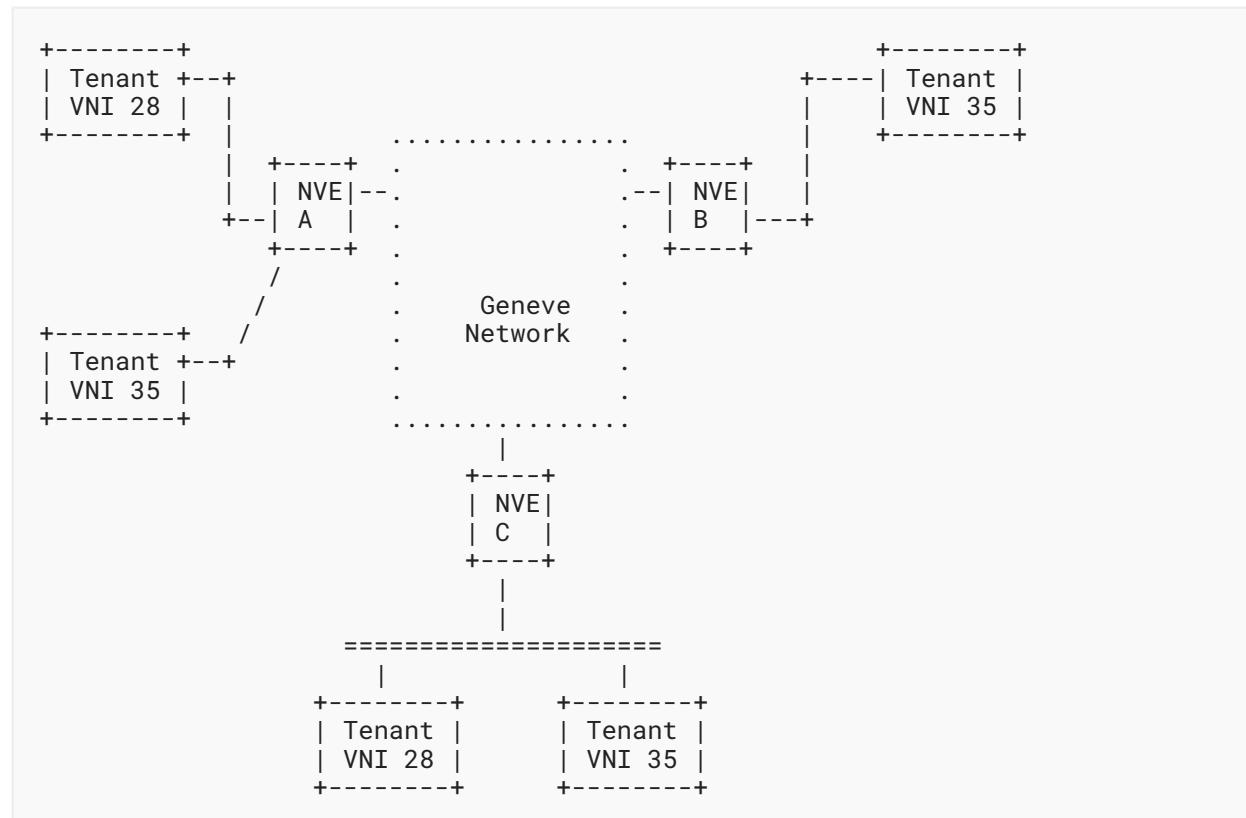 Tenant
VNI 28
Tenant
VNI 35
NVE
A
NVE
B
Geneve
Network
Tenant
VNI 35
NVE
C
Tenant
VNI 28
Tenant
VNI 35